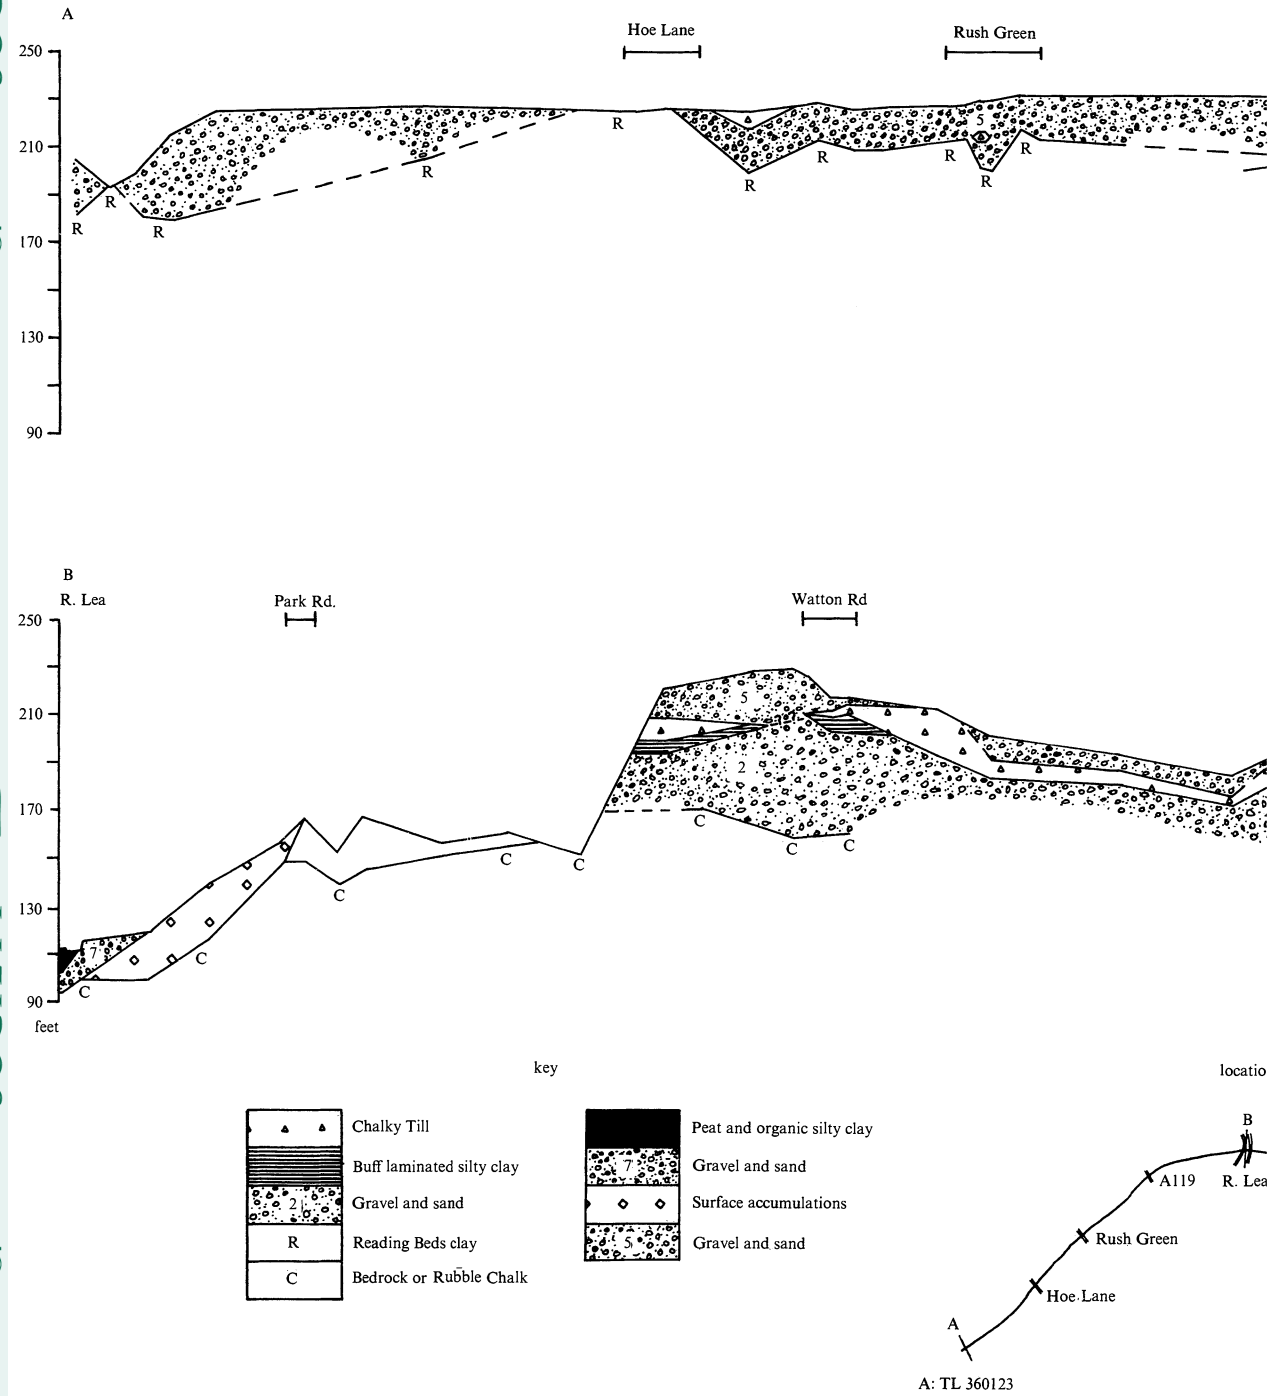 A
Hoe Lane
Rush Green
250
210
170
130
90
5
R
R
R
R
R
R
R
R
R
R
B
R. Lea
Park Rd.
Watton Rd
250
210
170
130
90
feet
5
2
7
C
C
C
C
C
C
C
C
key
Chalky Till
Buff laminated silty clay
2 Gravel and sand
R Reading Beds clay
C Bedrock or Rubble Chalk
Peat and organic silty clay
7 Gravel and sand
Surface accumulations
5 Gravel and sand
locatio
B
A119
R. Lea
Rush Green
Hoe Lane
A
A: TL 360123